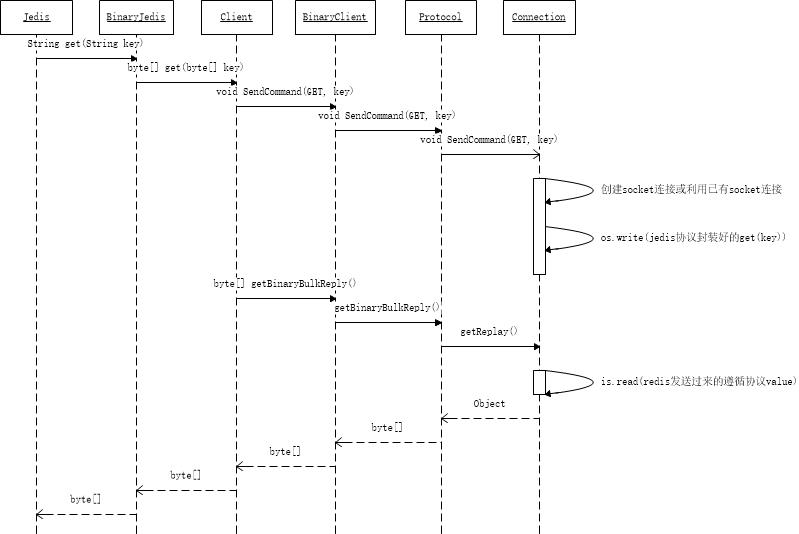 Jedis
BinaryJedis
Client
BinaryClient
Protocol
Connection
String get(String key)
byte[] get(byte[] key)
void SendCommand(GET, key)
void SendCommand(GET, key)
void SendCommand(GET, key)
创建socket连接或利用已有socket连接
os.write(jedis协议封装好的get(key))
byte[] getBinaryBulkReply()
getBinaryBulkReply()
getReplay()
is.read(redis发送过来的遵循协议value)
Object
byte[]
byte[]
byte[]
byte[]